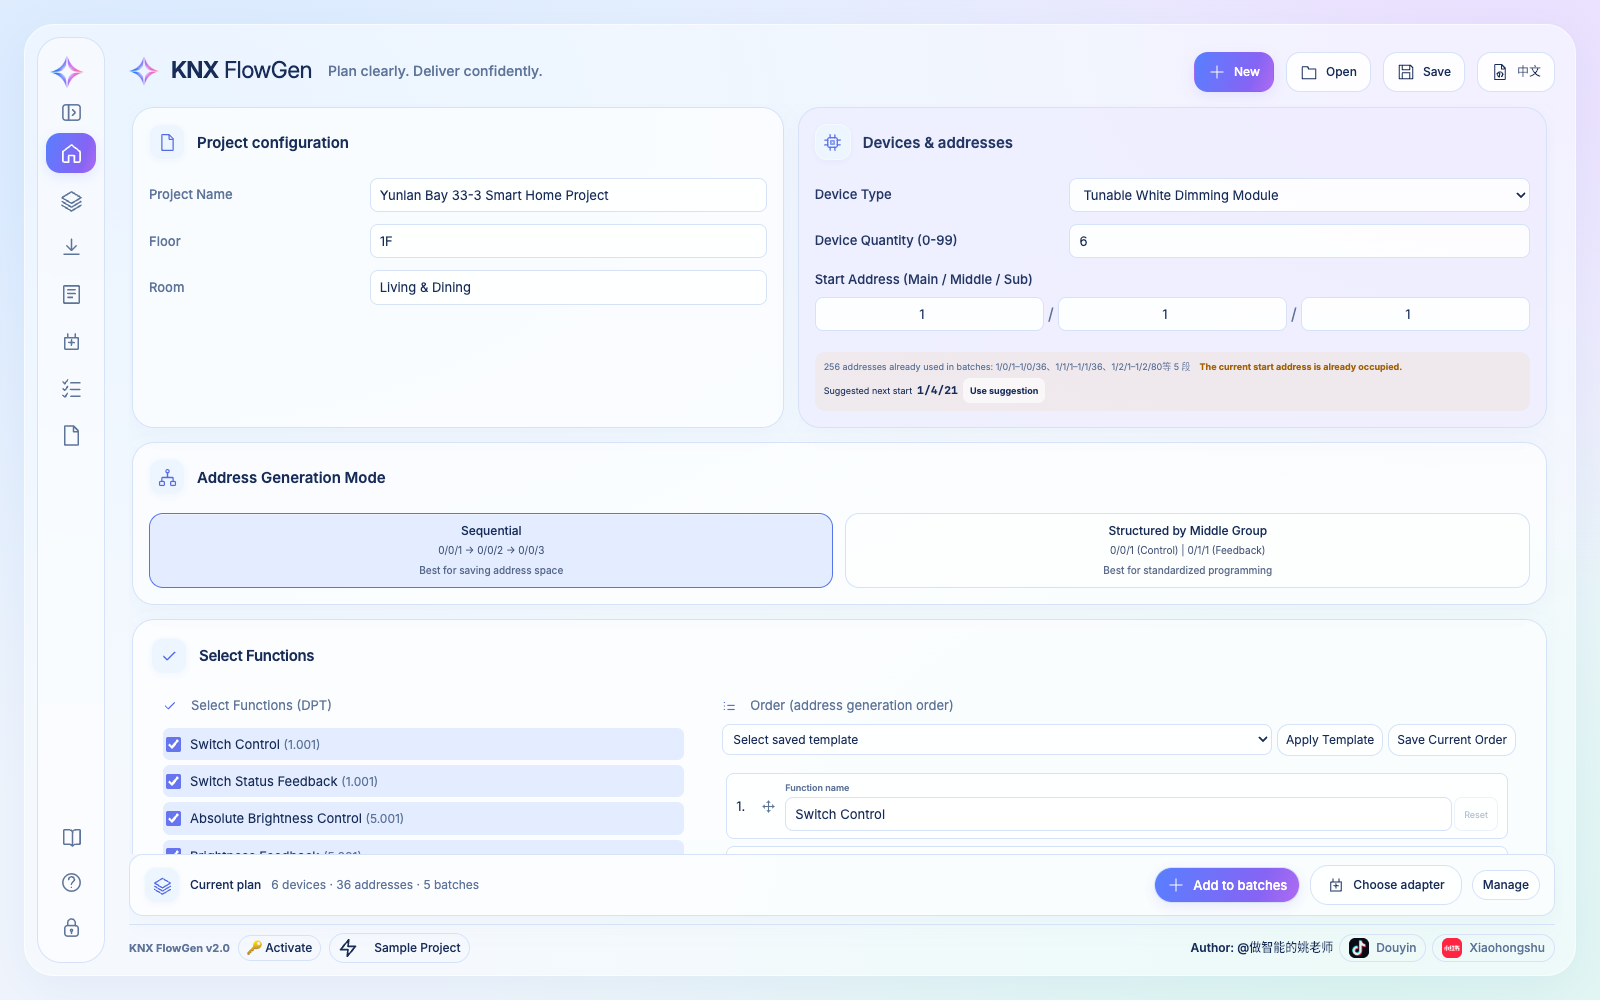 KNX FlowGen
Plan clearly. Deliver confidently.
New
Open
Save
中文
Project configuration
Project Name
Yunlan Bay 33-3 Smart Home Project
Floor
1F
Room
Living & Dining
Devices & addresses
Device Type
Tunable White Dimming Module
Device Quantity (0-99)
6
Start Address (Main / Middle / Sub)
1 / 1 / 1
256 addresses already used in batches: 1/0/1–1/0/36、1/1/1–1/1/36、1/2/1–1/2/80等 5 段 The current start address is already occupied.
Suggested next start 1/4/21 Use suggestion
Address Generation Mode
Sequential
0/0/1 → 0/0/2 → 0/0/3
Best for saving address space
Structured by Middle Group
0/0/1 (Control) | 0/1/1 (Feedback)
Best for standardized programming
Select Functions
Select Functions (DPT)
Switch Control (1.001)
Switch Status Feedback (1.001)
Absolute Brightness Control (5.001)
Brightness Feedback (5.001)
Order (address generation order)
Select saved template
Apply Template
Save Current Order
Function name
1.
Switch Control
Reset
Current plan 6 devices · 36 addresses · 5 batches
Add to batches
Choose adapter
Manage
KNX FlowGen v2.0
Activate
Sample Project
Author: @做智能的姚老师
Douyin
Xiaohongshu